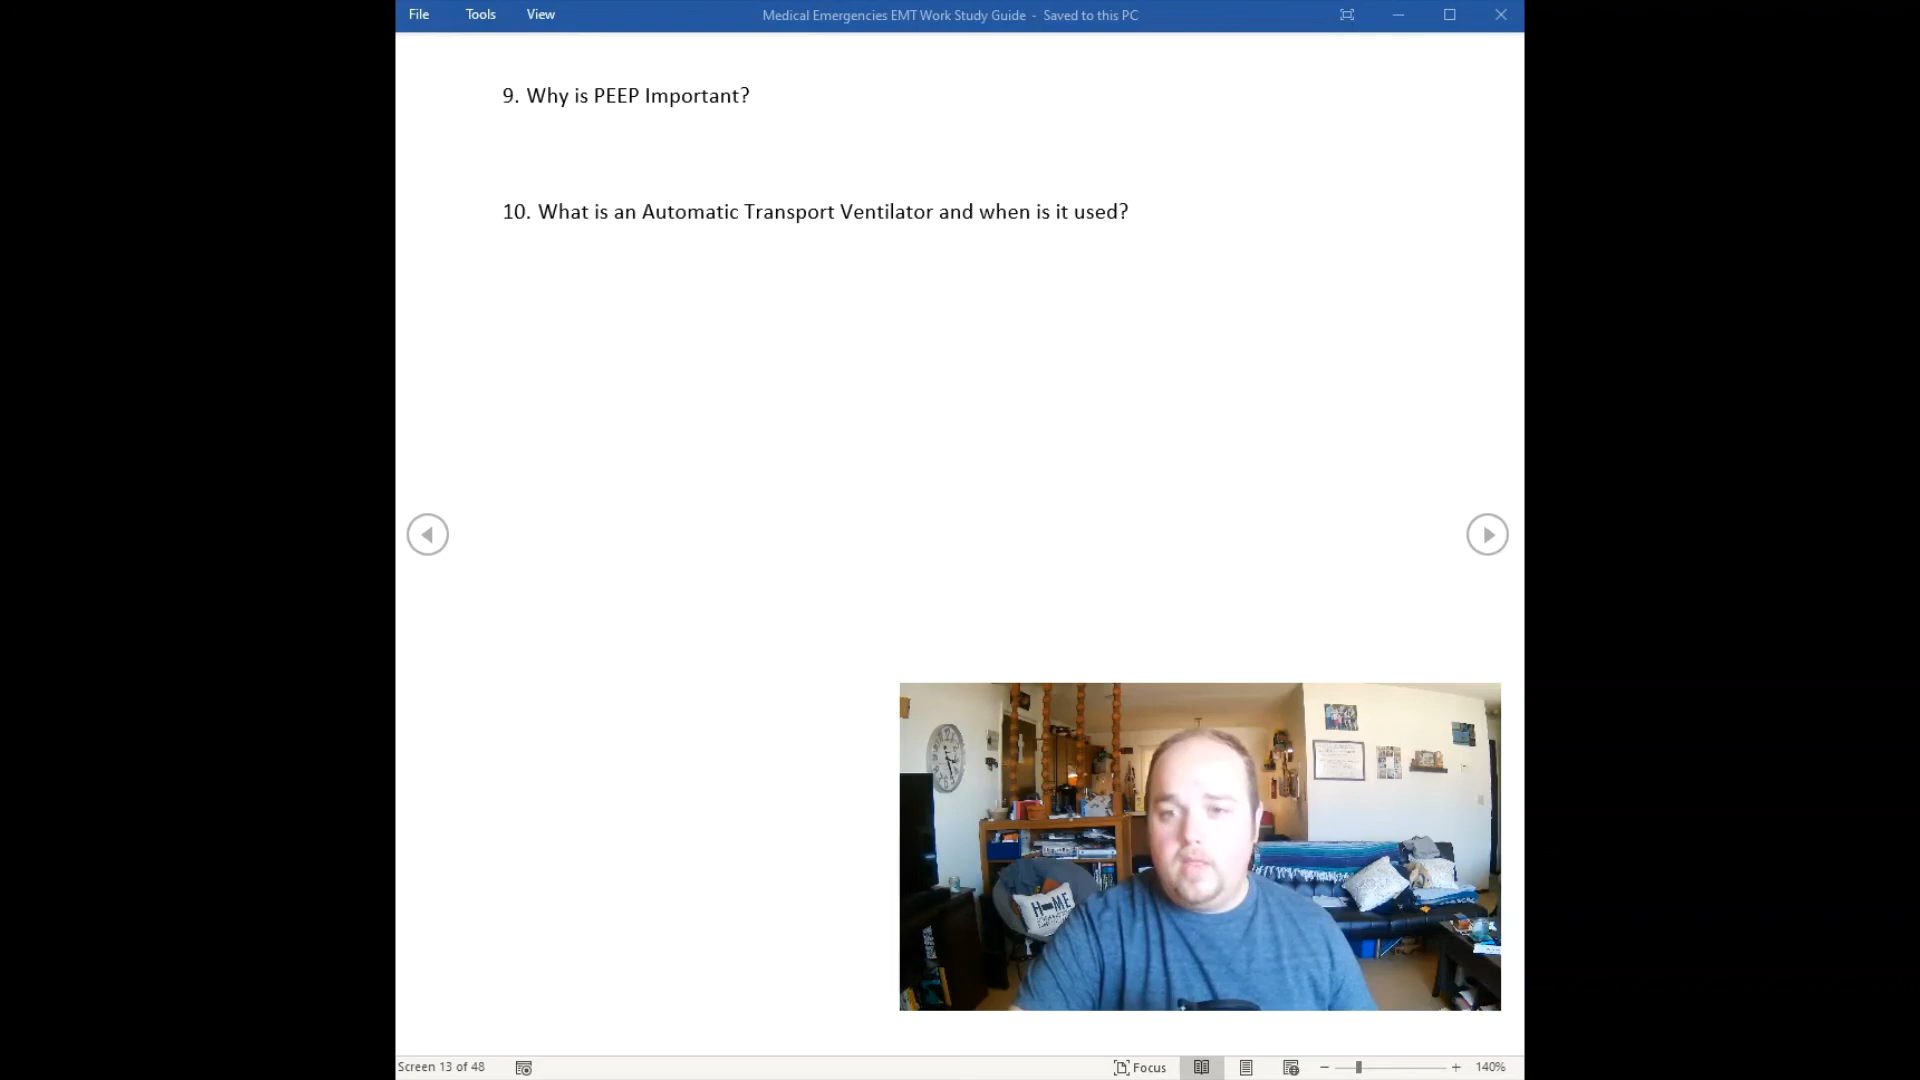 File Tools View Medical Emergencies EMT Work Study Guide - Saved to this PC
9. Why is PEEP Important?
10. What is an Automatic Transport Ventilator and when is it used?
H ME
Screen 13 of 48 Focus 140%